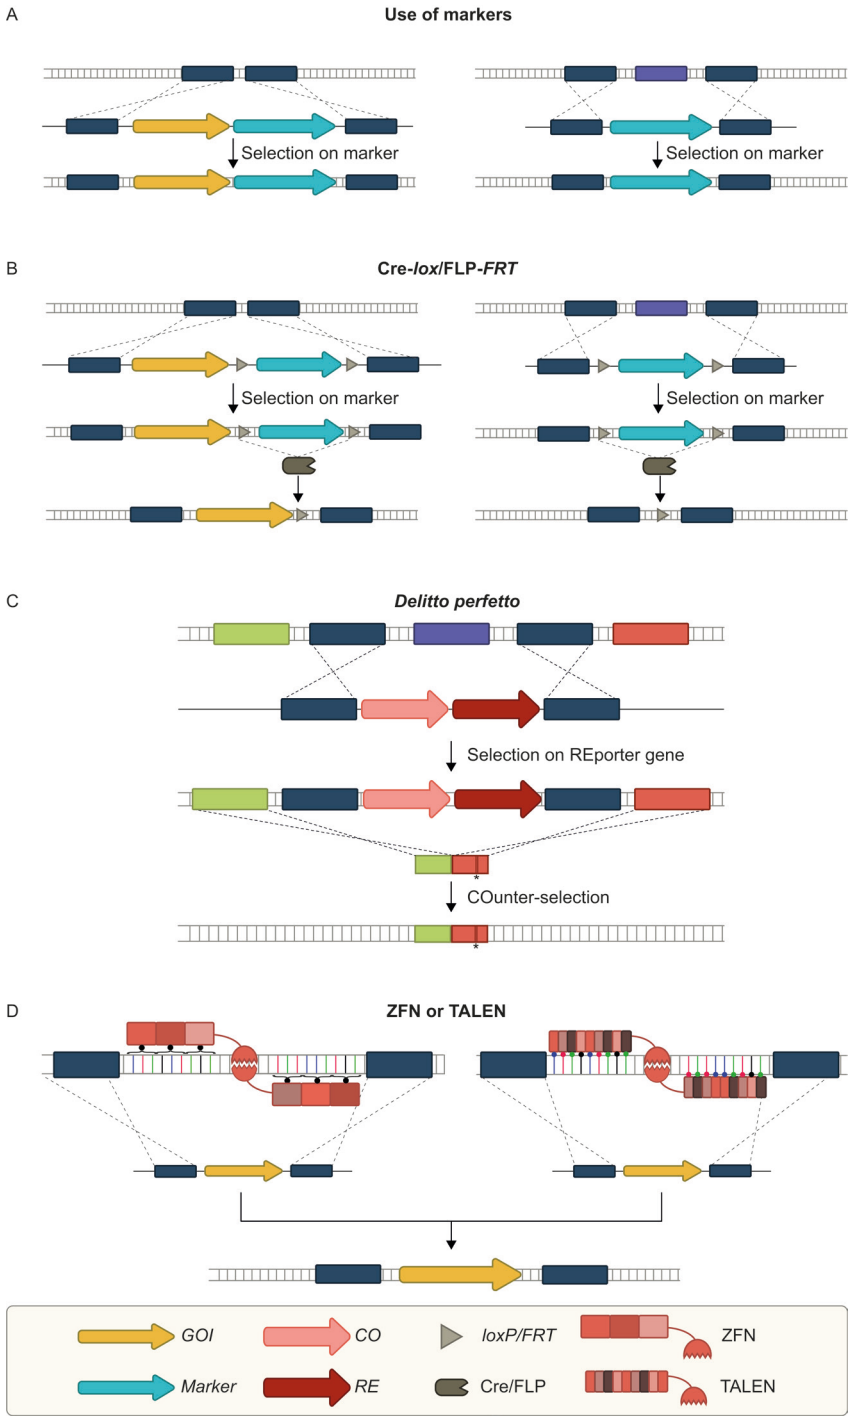 A
Use of markers
Selection on marker
Selection on marker
B
Cre-lox/FLP-FRT
Selection on marker
Selection on marker
C
Delitto perfetto
Selection on REporter gene
*
COunter-selection
*
D
ZFN or TALEN
GOI
CO
loxP/FRT
ZFN
Marker
RE
Cre/FLP
TALEN